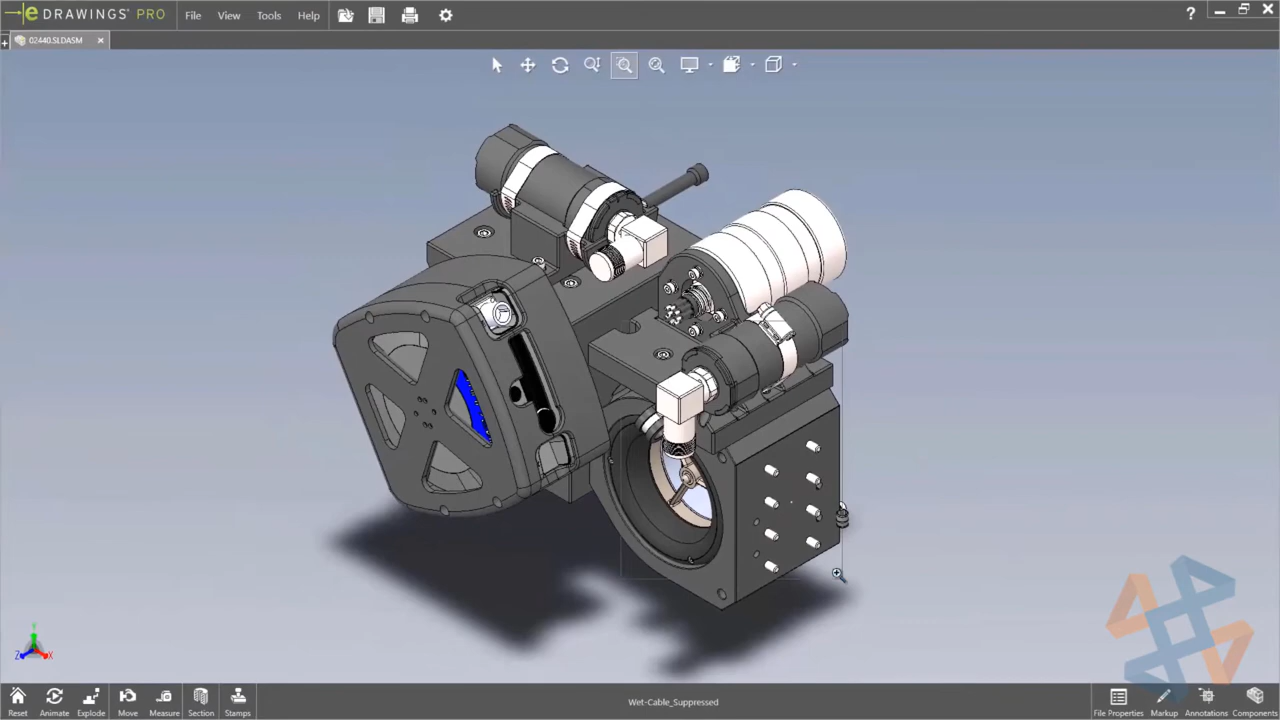 eDRAWINGS® PRO
File View Tools Help
?
02440.SLDASM
Y
Z X
Reset Animate Explode Move Measure Section Stamps
Wet-Cable_Suppressed
File Properties Markup Annotations Components